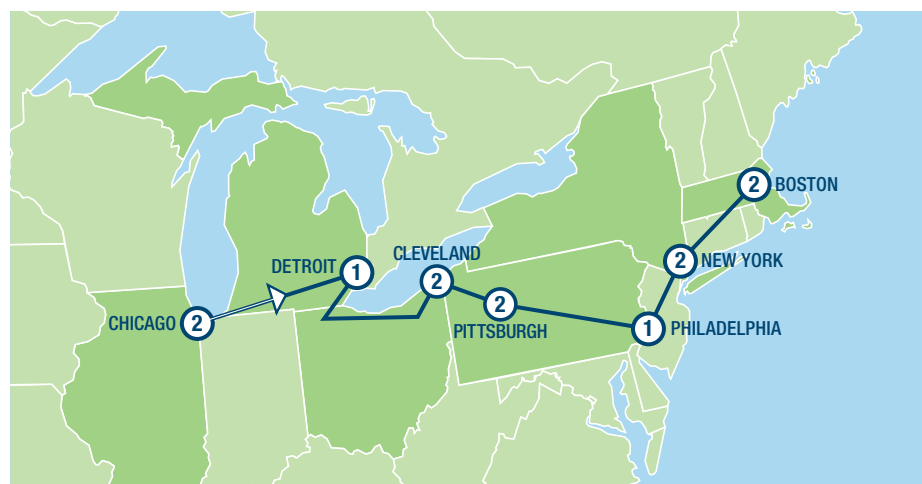 2 BOSTON
CLEVELAND
DETROIT 1
2 NEW YORK
2
2
CHICAGO 2
PITTSBURGH
1 PHILADELPHIA